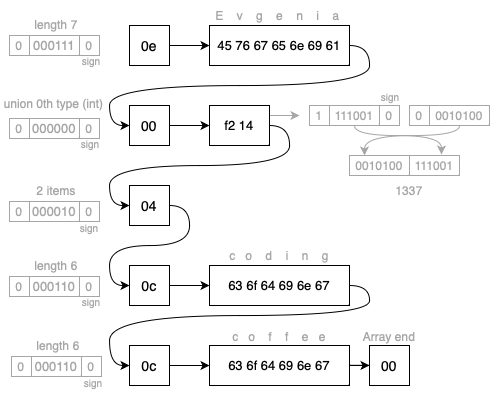 E v g e n i a
length 7
0 000111 0
sign
0e
45 76 67 65 6e 69 61
union 0th type (int)
0 000000 0
sign
00
f2 14
sign
1 111001 0
0 0010100
0010100 111001
1337
2 items
0 000010 0
sign
04
c o d i n g
length 6
0 000110 0
sign
0c
63 6f 64 69 6e 67
c o f f e e
Array end
length 6
0 000110 0
sign
0c
63 6f 64 69 6e 67
00